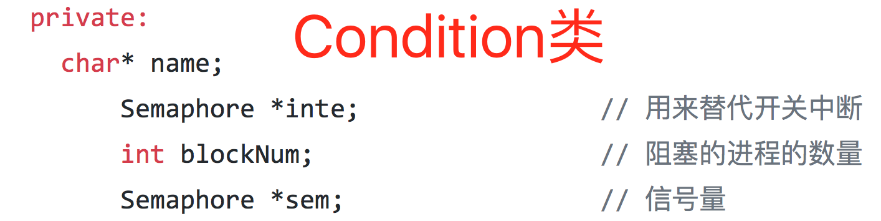 private:
Condition类
char* name;
Semaphore *inte; // 用来替代开关中断
int blockNum; // 阻塞的进程的数量
Semaphore *sem; // 信号量